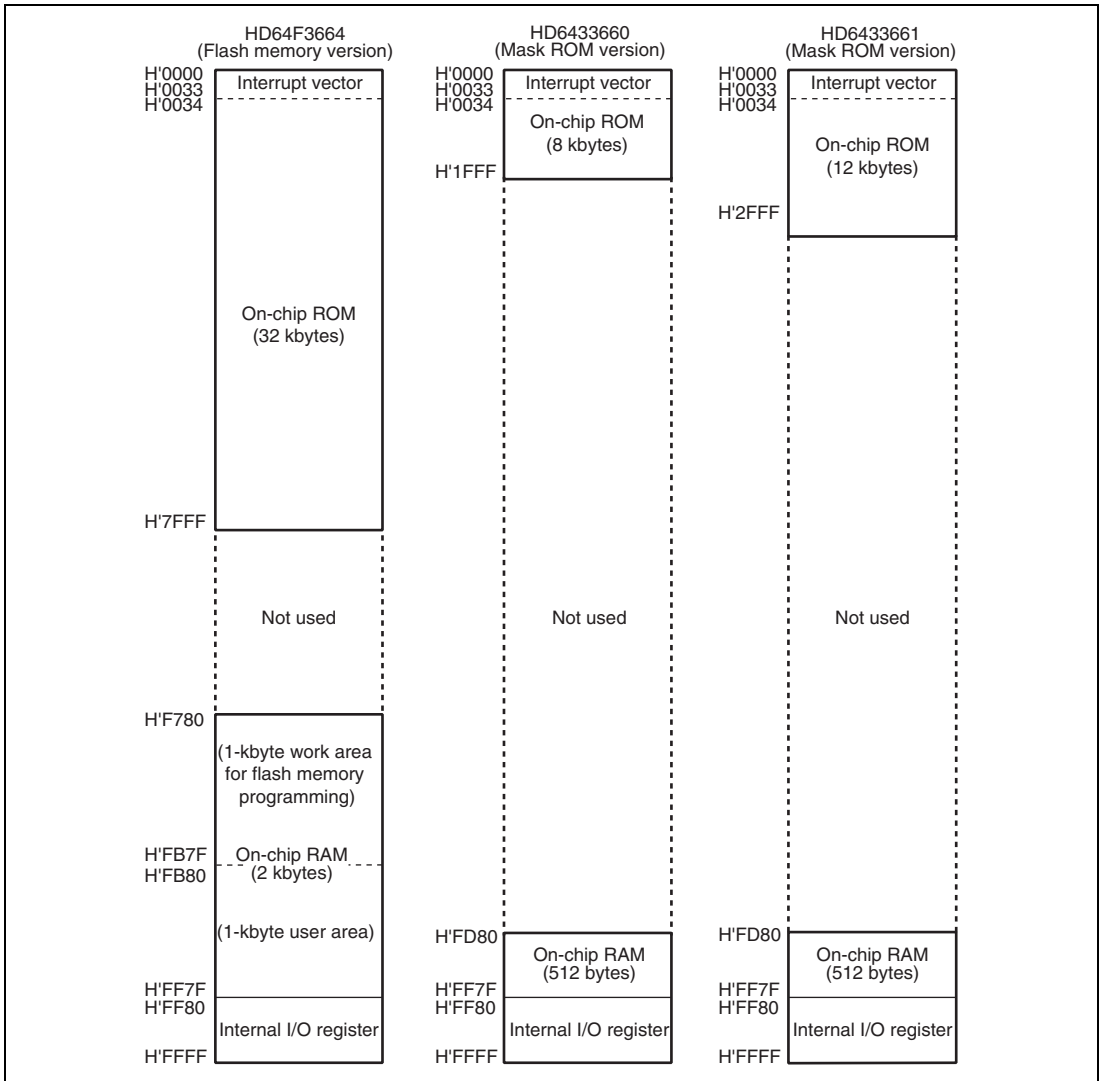 HD64F3664
(Flash memory version)
H'0000
H'0033
H'0034
Interrupt vector
On-chip ROM
(32 kbytes)
H'7FFF
Not used
H'F780
(1-kbyte work area
for flash memory
programming)
H'FB7F
H'FB80
On-chip RAM
(2 kbytes)
(1-kbyte user area)
H'FF7F
H'FF80
Internal I/O register
H'FFFF
HD6433660
(Mask ROM version)
H'0000
H'0033
H'0034
Interrupt vector
On-chip ROM
(8 kbytes)
H'1FFF
Not used
H'FD80
On-chip RAM
(512 bytes)
H'FF7F
H'FF80
Internal I/O register
H'FFFF
HD6433661
(Mask ROM version)
H'0000
H'0033
H'0034
Interrupt vector
On-chip ROM
(12 kbytes)
H'2FFF
Not used
H'FD80
On-chip RAM
(512 bytes)
H'FF7F
H'FF80
Internal I/O register
H'FFFF